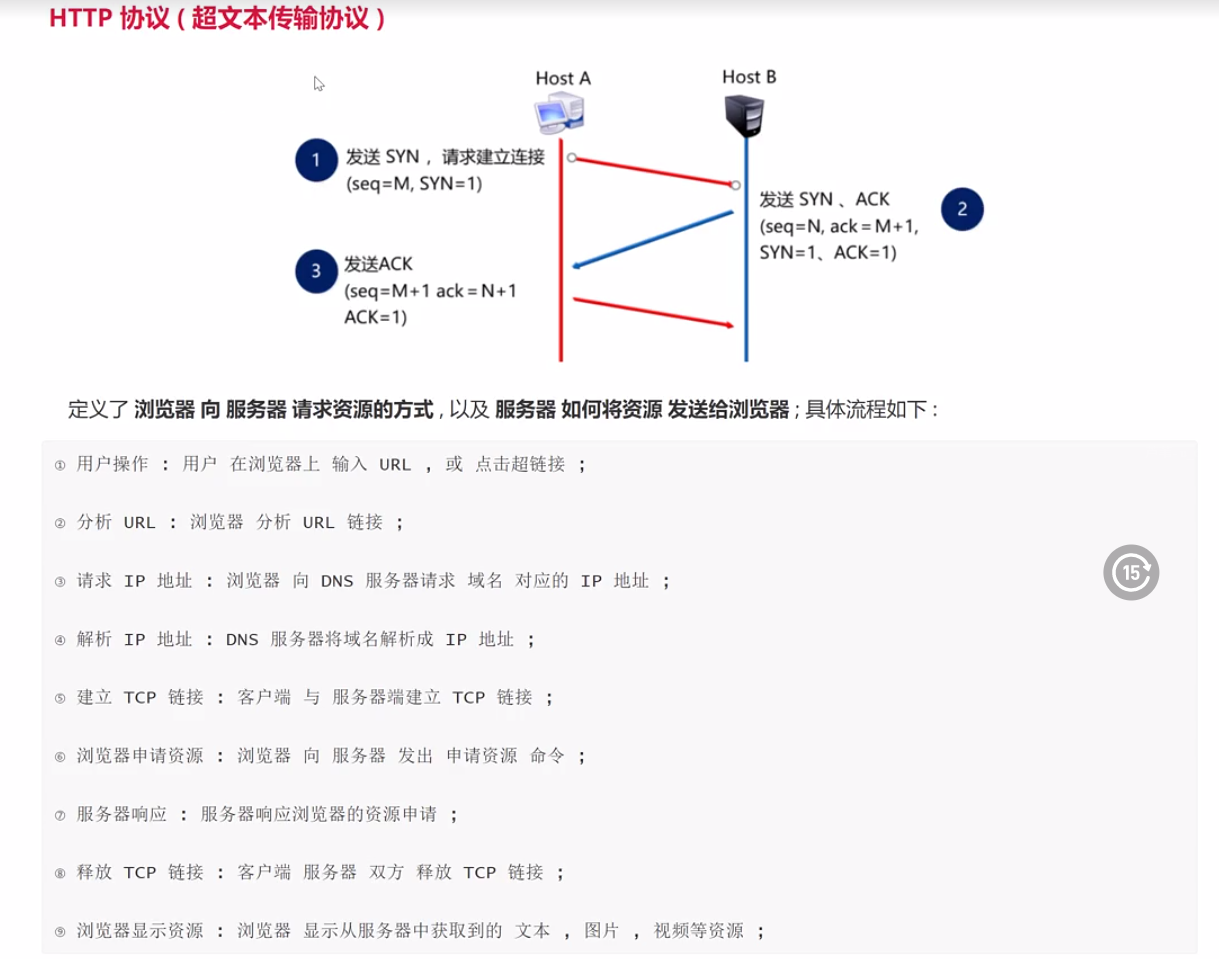 HTTP 协议 ( 超文本传输协议 )
Host A
Host B
1
发送 SYN ，请求建立连接
(seq=M, SYN=1)
发送 SYN 、ACK
(seq=N, ack=M+1,
SYN=1、ACK=1)
2
3
发送ACK
(seq=M+1 ack=N+1
ACK=1)
定义了 浏览器 向 服务器 请求资源的方式 , 以及 服务器 如何将资源 发送给浏览器 ; 具体流程如下 :
① 用户操作 : 用户 在浏览器上 输入 URL , 或 点击超链接 ;
② 分析 URL : 浏览器 分析 URL 链接 ;
③ 请求 IP 地址 : 浏览器 向 DNS 服务器请求 域名 对应的 IP 地址 ;
④ 解析 IP 地址 : DNS 服务器将域名解析成 IP 地址 ;
⑤ 建立 TCP 链接 : 客户端 与 服务器端建立 TCP 链接 ;
⑥ 浏览器申请资源 : 浏览器 向 服务器 发出 申请资源 命令 ;
⑦ 服务器响应 : 服务器响应浏览器的资源申请 ;
⑧ 释放 TCP 链接 : 客户端 服务器 双方 释放 TCP 链接 ;
⑨ 浏览器显示资源 : 浏览器 显示从服务器中获取到的 文本 , 图片 , 视频等资源 ;
15